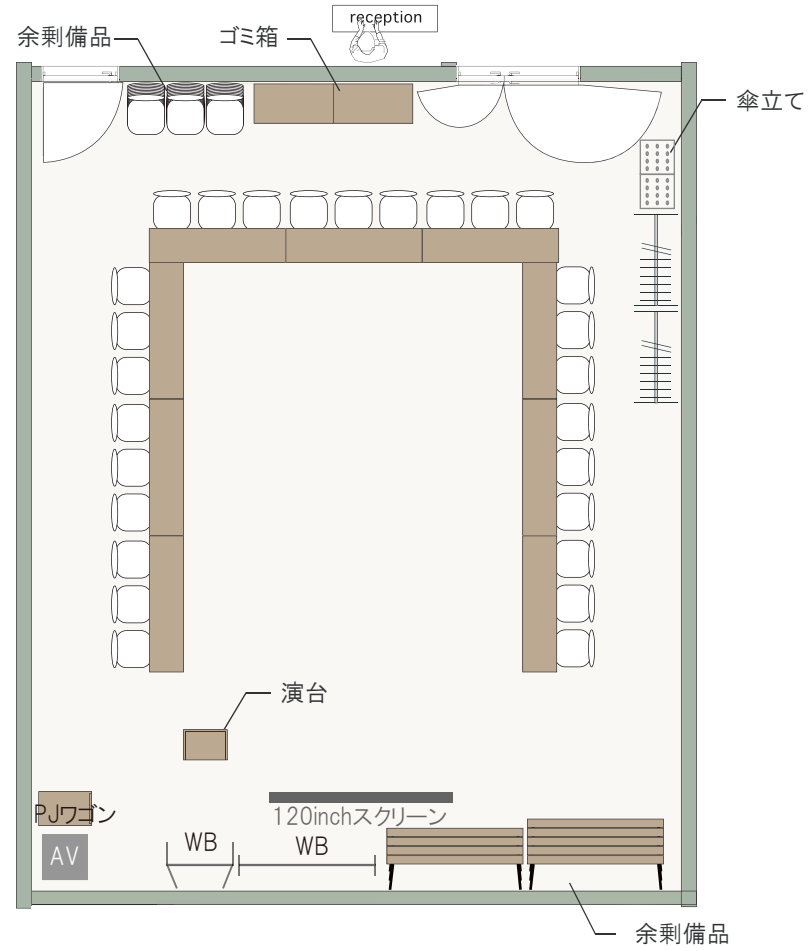 reception
余剰備品
ゴミ箱
傘立て
演台
PJワゴン
120inchスクリーン
AV
WB
WB
余剰備品